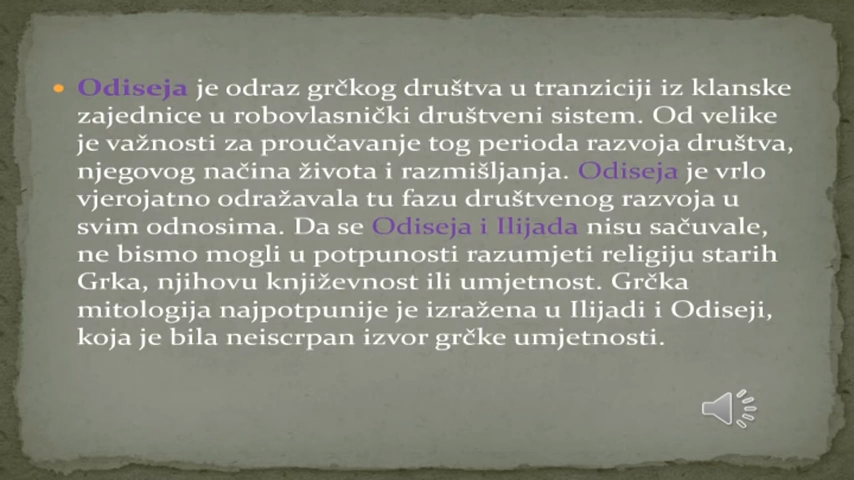 • Odiseja je odraz grčkog društva u tranziciji iz klanske
zajednice u robovlasnički društveni sistem. Od velike
je važnosti za proučavanje tog perioda razvoja društva,
njegovog načina života i razmišljanja. Odiseja je vrlo
vjerojatno odražavala tu fazu društvenog razvoja u
svim odnosima. Da se Odiseja i Ilijada nisu sačuvale,
ne bismo mogli u potpunosti razumjeti religiju starih
Grka, njihovu književnost ili umjetnost. Grčka
mitologija najpotpunije je izražena u Ilijadi i Odiseji,
koja je bila neiscrpan izvor grčke umjetnosti.